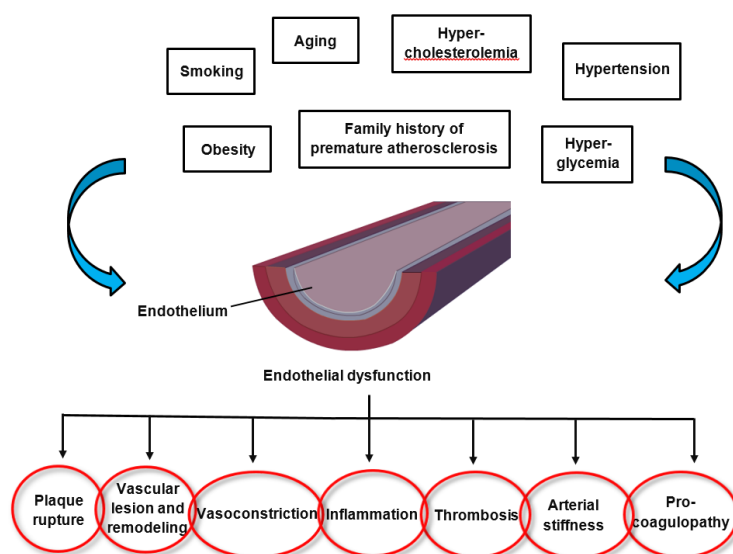 Aging
Hyper-
cholesterolemia
Smoking
Hypertension
Obesity
Family history of
premature atherosclerosis
Hyper-
glycemia
Endothelium
Endothelial dysfunction
Plaque
rupture
Vascular
lesion and
remodeling
Vasoconstriction
Inflammation
Thrombosis
Arterial
stiffness
Pro-
coagulopathy